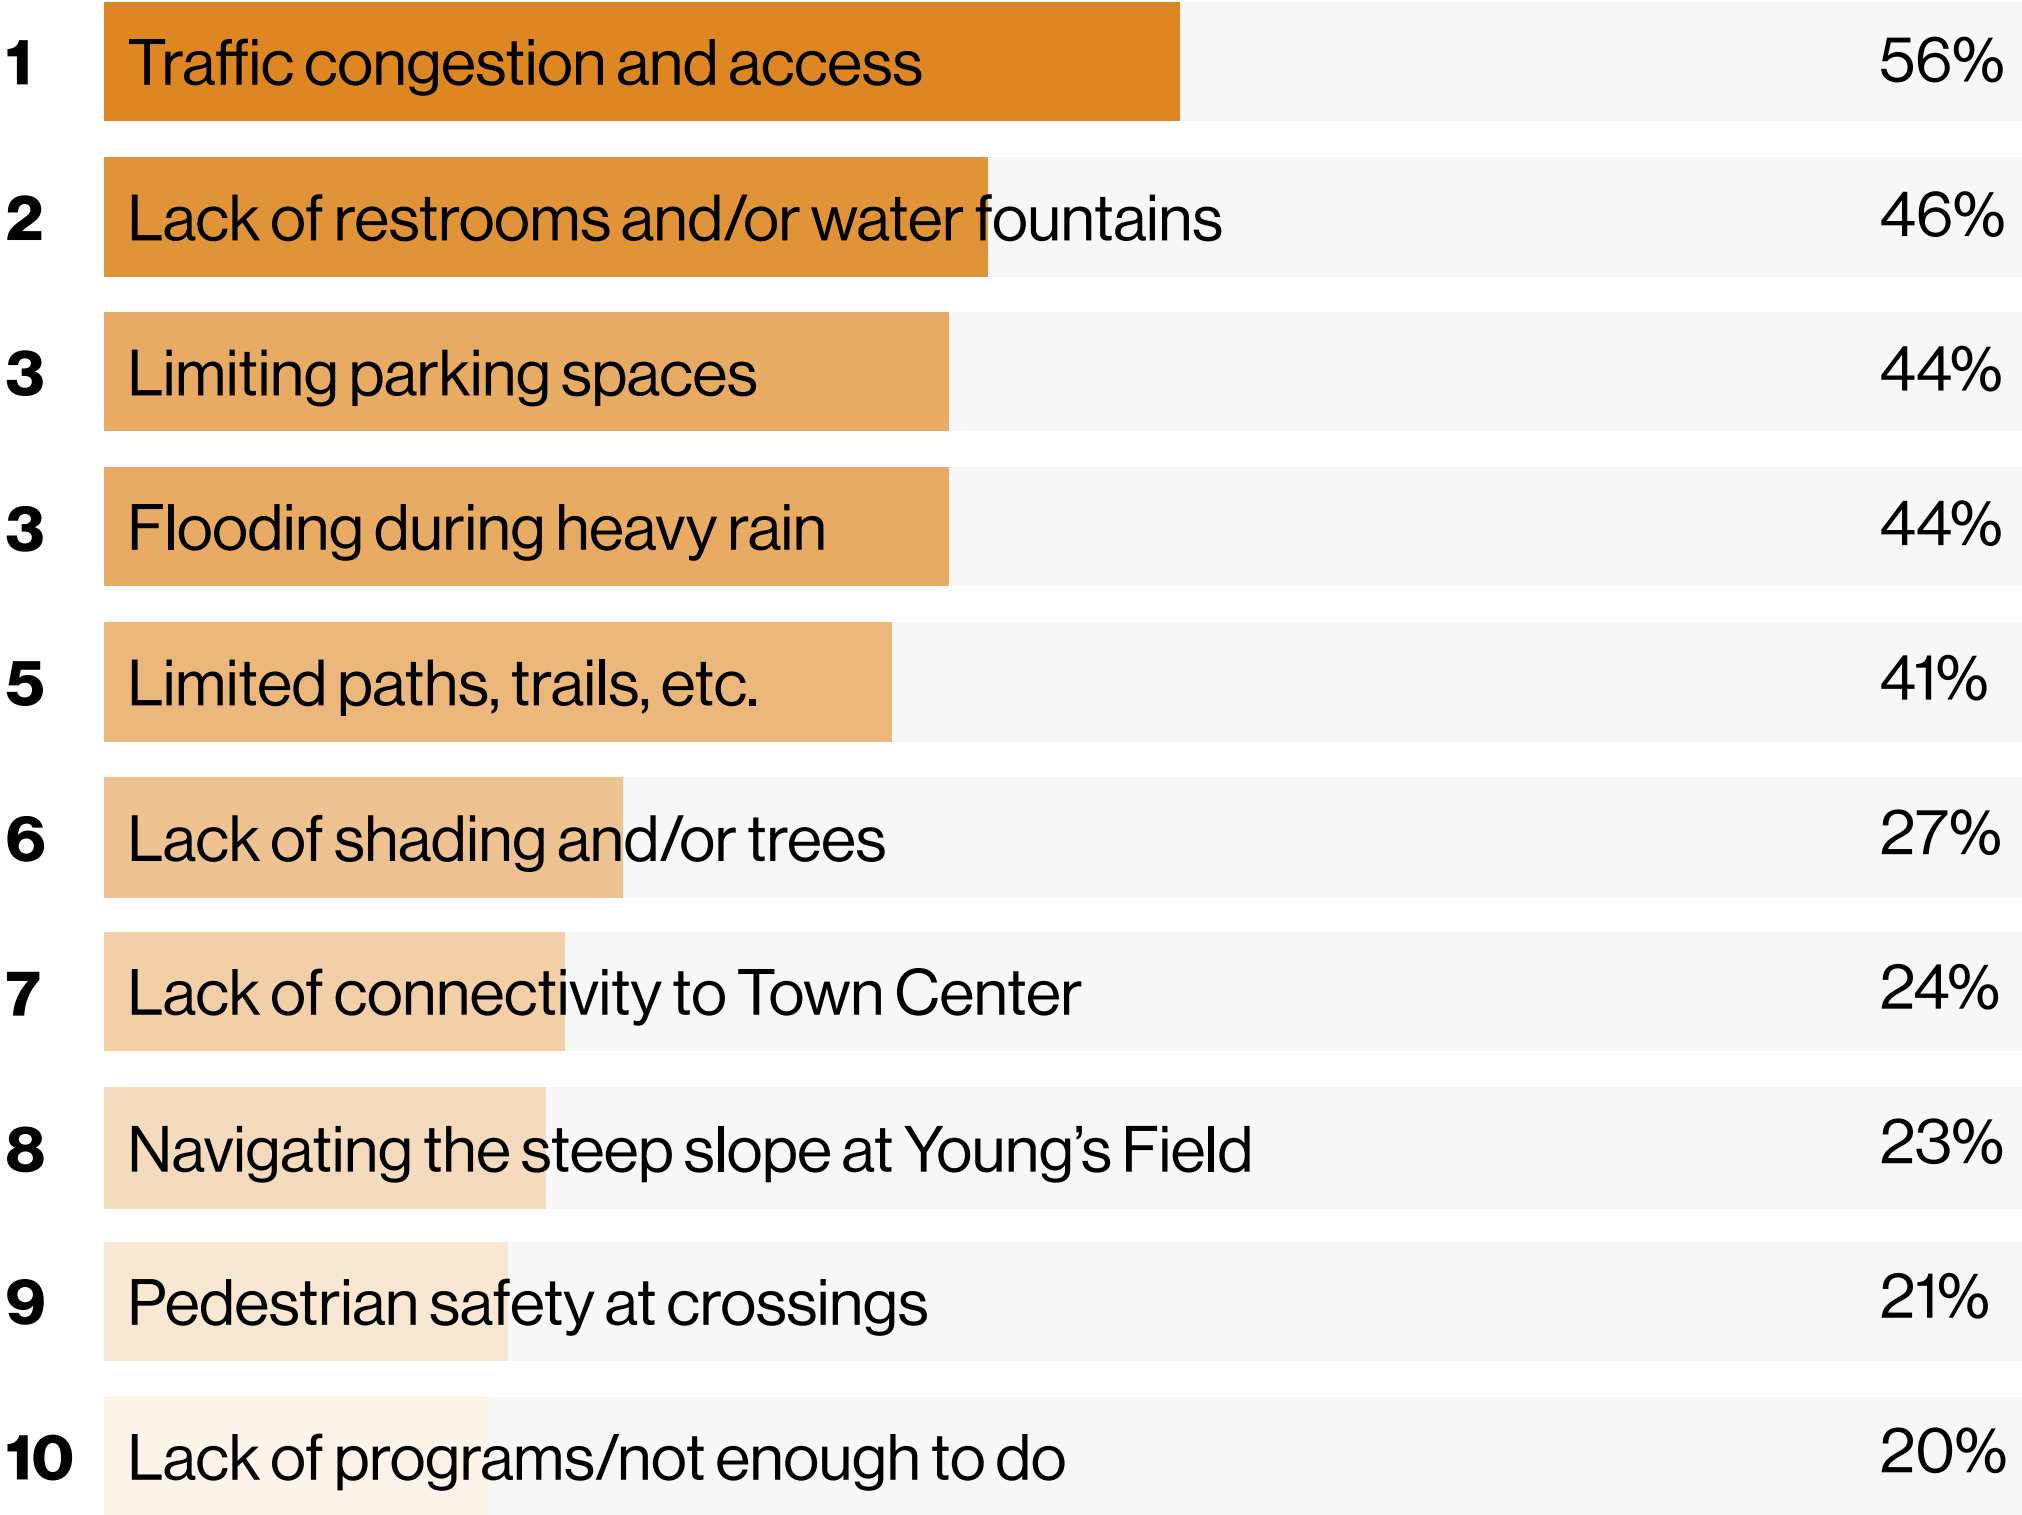 1 Traffic congestion and access 56%
2 Lack of restrooms and/or water fountains 46%
3 Limiting parking spaces 44%
3 Flooding during heavy rain 44%
5 Limited paths, trails, etc. 41%
6 Lack of shading and/or trees 27%
7 Lack of connectivity to Town Center 24%
8 Navigating the steep slope at Young’s Field 23%
9 Pedestrian safety at crossings 21%
10 Lack of programs/not enough to do 20%